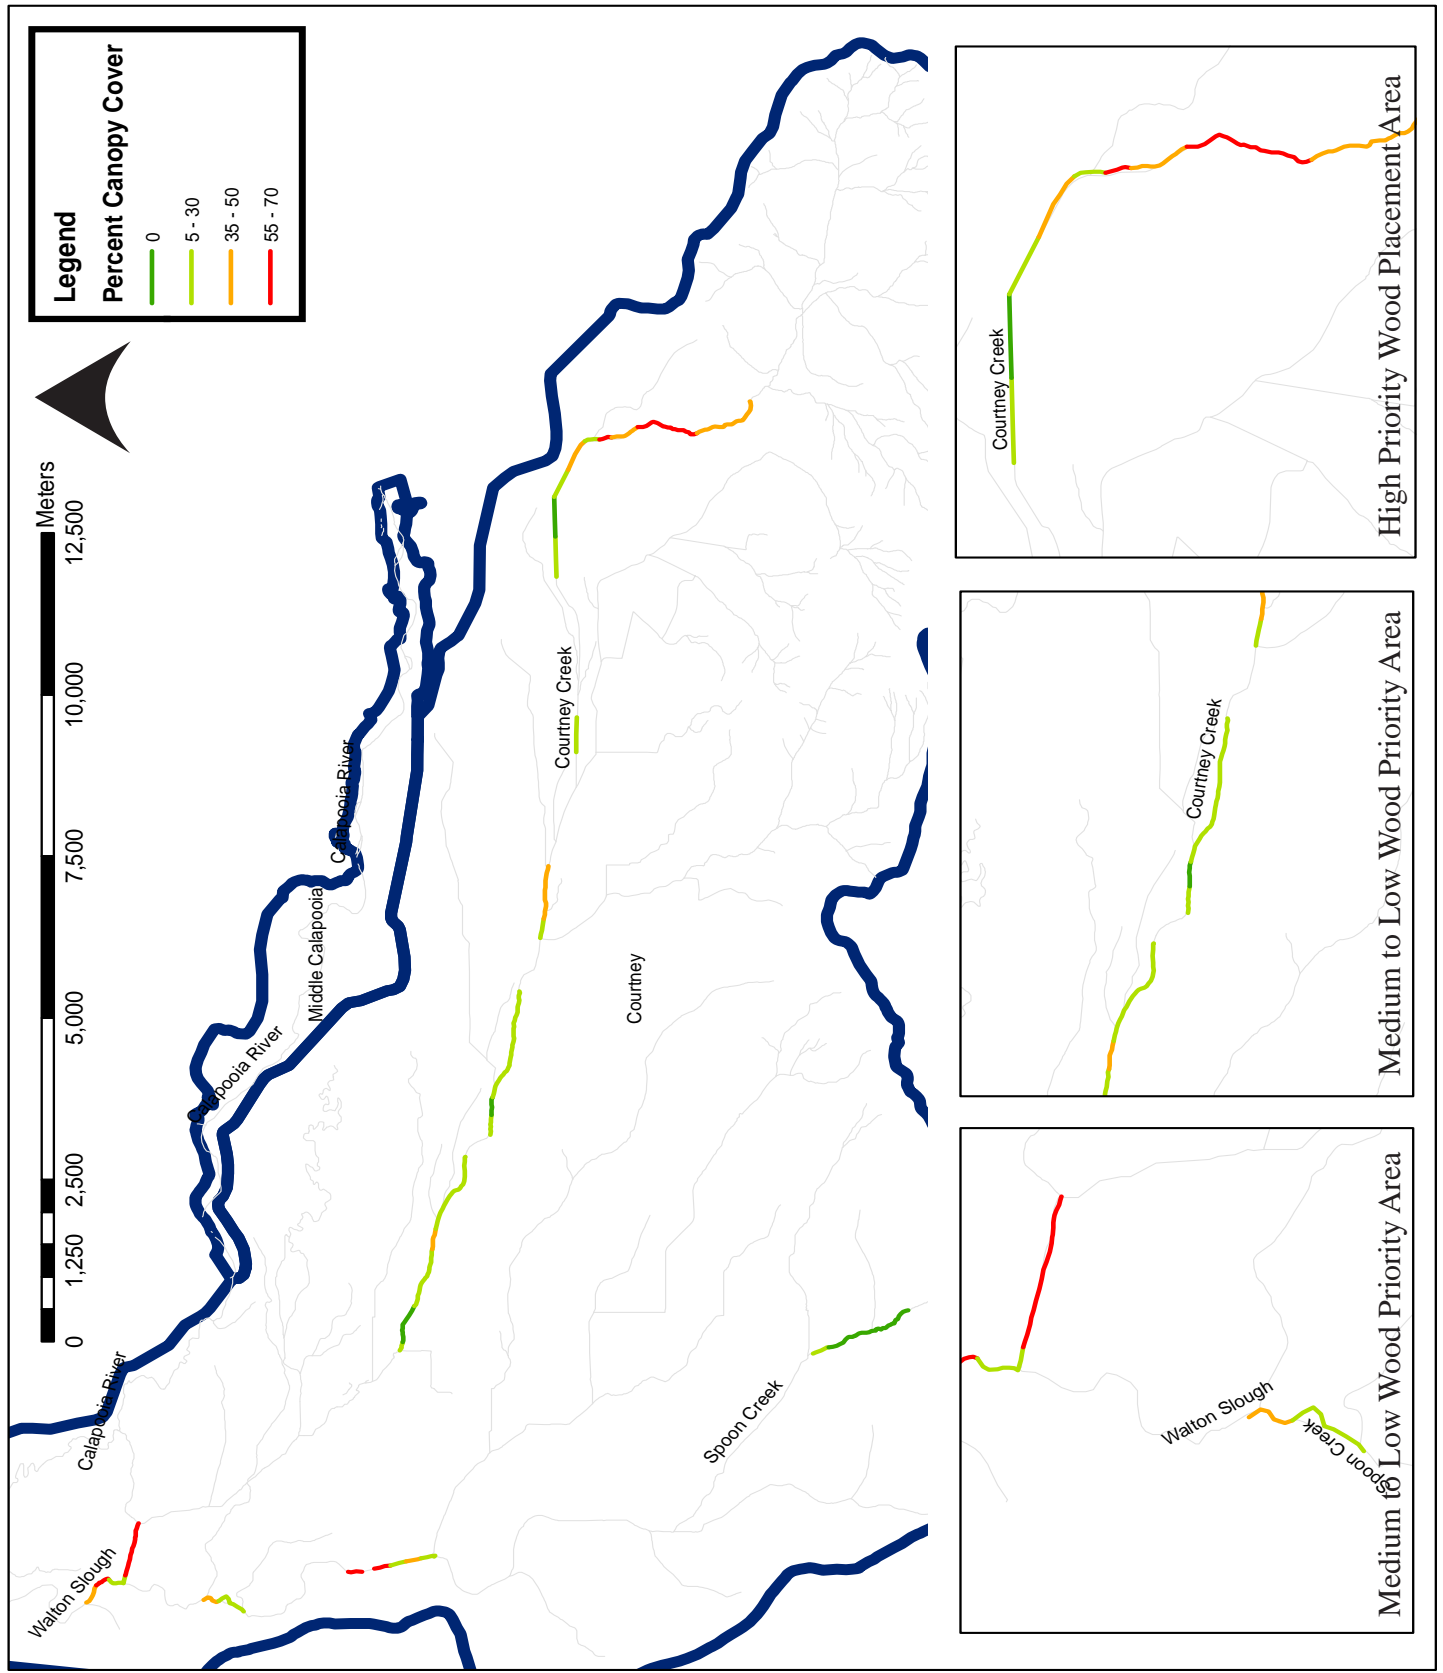 Legend
Percent Canopy Cover
0
5 - 30
35 - 50
55 - 70
0
1,250
2,500
5,000
7,500
10,000
12,500
Meters
Walton Slough
Calapooia River
Calapooia River
Calapooia River
Middle Calapooia
Courtney Creek
Courtney
Spoon Creek
Walton Slough
Spoon Creek
Medium to Low Wood Priority Area
Courtney Creek
Medium to Low Wood Priority Area
Courtney Creek
High Priority Wood Placement Area